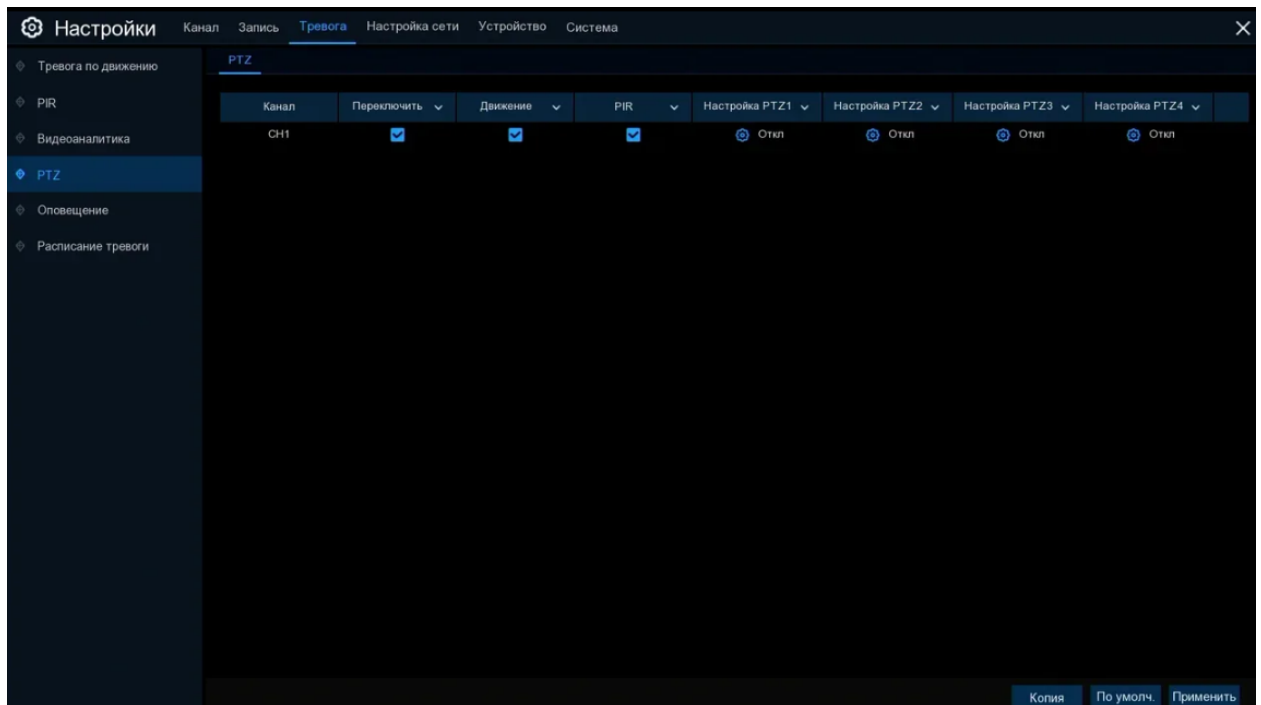 Настройки Канал Запись Тревога Настройка сети Устройство Система
Тревога по движению
PIR
Видеоаналитика
PTZ
Оповещение
Расписание тревоги
PTZ
Канал Переключить Движение PIR Настройка PTZ1 Настройка PTZ2 Настройка PTZ3 Настройка PTZ4
CH1 Откл Откл Откл Откл
Копия По умолч. Применить